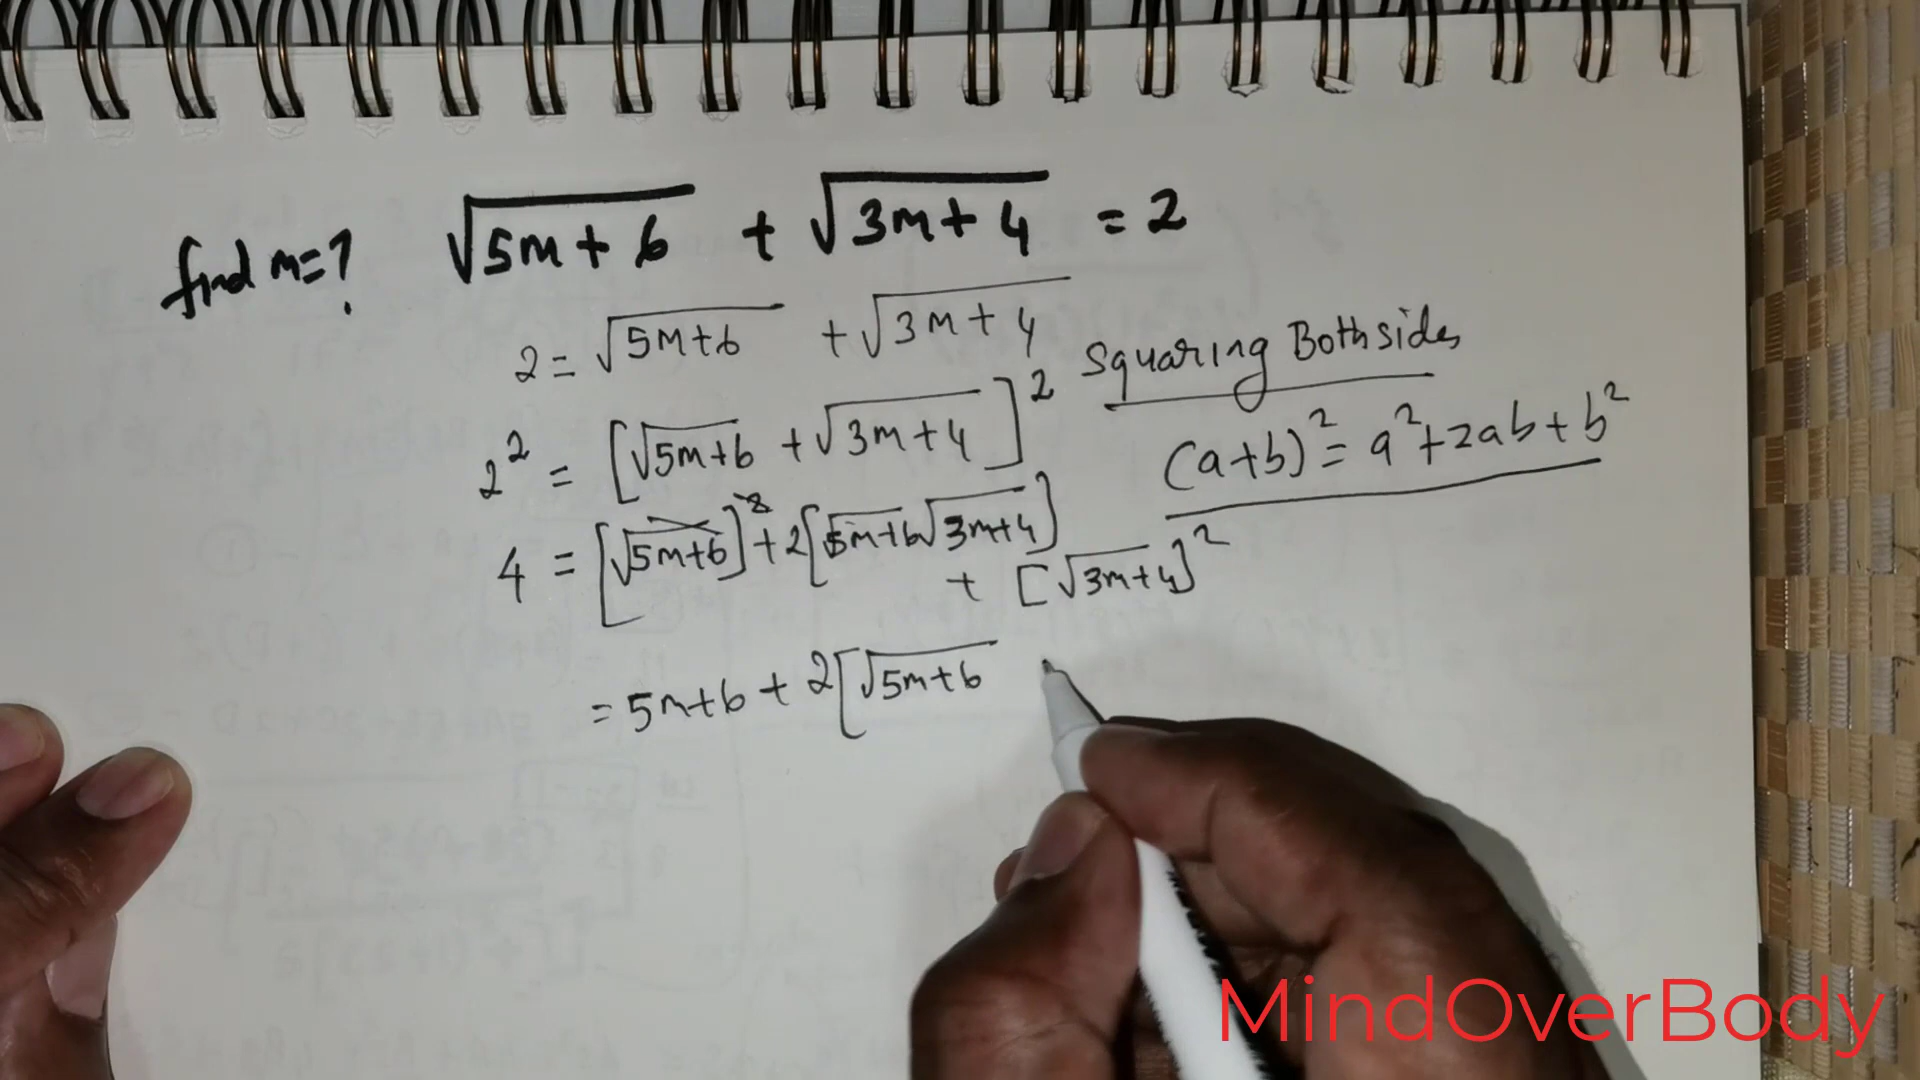 find m=? √5m+6 + √3m+4 = 2
2 = √5m+6 + √3m+4 Squaring Both sides
2² = [√5m+6 + √3m+4]²
(a+b)² = a²+2ab+b²
4 = [√5m+6]² + 2[√5m+6 √3m+4]
+ [√3m+4]²
= 5m+6 + 2[√5m+6
MindOverBody